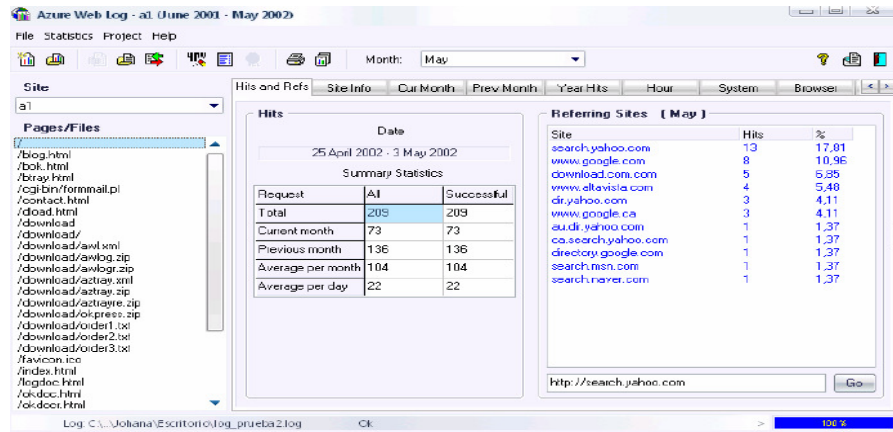 Azure Web Log - a1 (June 2001 - May 2002)
File Statistics Project Help
Month: May
Site
a1
Pages/Files
/
/blog.html
/bok.html
/btray.html
/cgi-bin/formmail.pl
/contact.html
/dload.html
/download
/download/
/download/awl.xml
/download/awlog.zip
/download/awlogr.zip
/download/aztray.xml
/download/aztray.zip
/download/aztrayre.zip
/download/okpress.zip
/download/order1.txt
/download/order2.txt
/download/order3.txt
/favicon.ico
/index.html
/logdoc.html
/okdoc.html
/okdoor.html
Hits and Refs Site Info Cur Month Prev Month Year Hits Hour System Browser
Hits
Date
25 April 2002 - 3 May 2002
Summary Statistics
Request All Successful
Total 209 209
Current month 73 73
Previous month 136 136
Average per month 104 104
Average per day 22 22
Referring Sites [ May ]
Site Hits %
search.yahoo.com 13 17,81
www.google.com 8 10,96
download.com.com 5 6,85
www.altavista.com 4 5,48
dir.yahoo.com 3 4,11
www.google.ca 3 4,11
au.dir.yahoo.com 1 1,37
ca.search.yahoo.com 1 1,37
directory.google.com 1 1,37
search.msn.com 1 1,37
search.naver.com 1 1,37
http://search.yahoo.com Go
Log: C:\..\Johana\Escritorio\log_prueba2.log Ok > 100 %